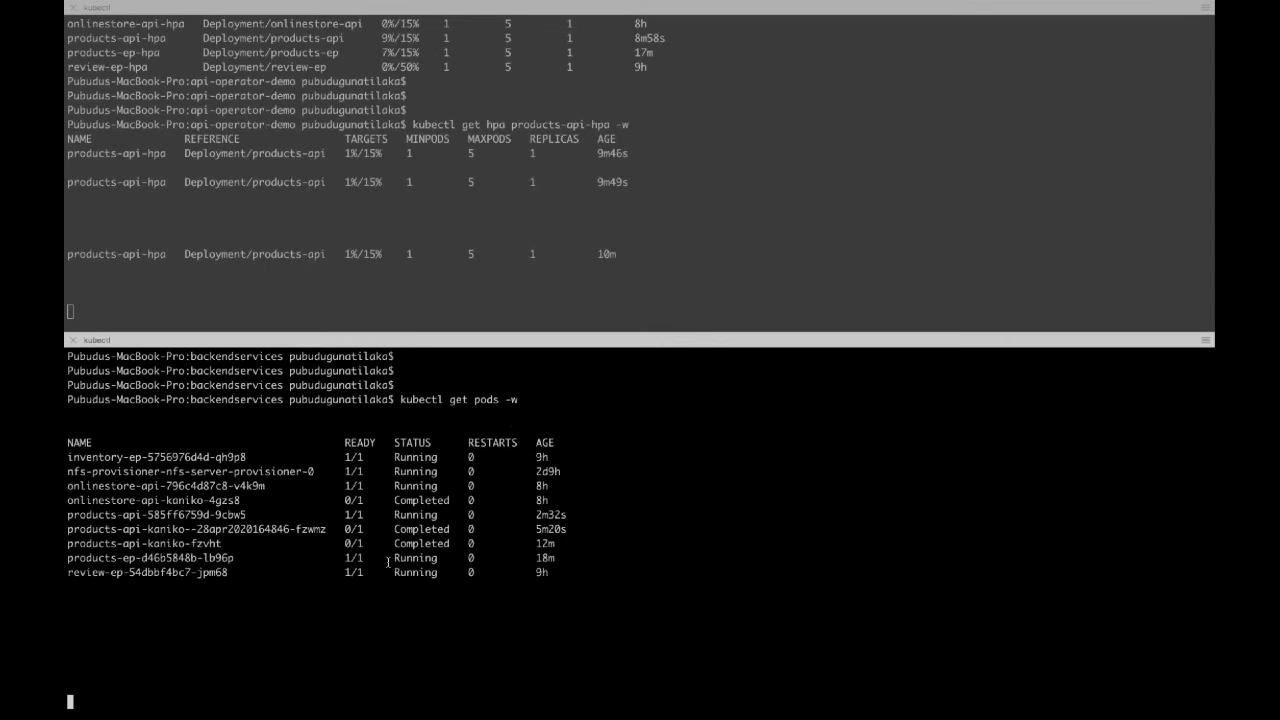 kubectl
onlinestore-api-hpa Deployment/onlinestore-api 0%/15% 1 5 1 8h
products-api-hpa Deployment/products-api 9%/15% 1 5 1 8m58s
products-ep-hpa Deployment/products-ep 7%/15% 1 5 1 17m
review-ep-hpa Deployment/review-ep 0%/50% 1 5 1 9h
Pubudus-MacBook-Pro:api-operator-demo pubudugunatilaka$
Pubudus-MacBook-Pro:api-operator-demo pubudugunatilaka$
Pubudus-MacBook-Pro:api-operator-demo pubudugunatilaka$
Pubudus-MacBook-Pro:api-operator-demo pubudugunatilaka$ kubectl get hpa products-api-hpa -w
NAME REFERENCE TARGETS MINPODS MAXPODS REPLICAS AGE
products-api-hpa Deployment/products-api 1%/15% 1 5 1 9m46s
products-api-hpa Deployment/products-api 1%/15% 1 5 1 9m49s
products-api-hpa Deployment/products-api 1%/15% 1 5 1 10m
kubectl
Pubudus-MacBook-Pro:backendservices pubudugunatilaka$
Pubudus-MacBook-Pro:backendservices pubudugunatilaka$
Pubudus-MacBook-Pro:backendservices pubudugunatilaka$
Pubudus-MacBook-Pro:backendservices pubudugunatilaka$ kubectl get pods -w
NAME READY STATUS RESTARTS AGE
inventory-ep-5756976d4d-qh9p8 1/1 Running 0 9h
nfs-provisioner-nfs-server-provisioner-0 1/1 Running 0 2d9h
onlinestore-api-796c4d87c8-v4k9m 1/1 Running 0 8h
onlinestore-api-kaniko-4gzs8 0/1 Completed 0 8h
products-api-585ff6759d-9cbw5 1/1 Running 0 2m32s
products-api-kaniko--28apr2020164846-fzwmz 0/1 Completed 0 5m20s
products-api-kaniko-fzvht 0/1 Completed 0 12m
products-ep-d46b5848b-lb96p 1/1 Running 0 18m
review-ep-54dbbf4bc7-jpm68 1/1 Running 0 9h